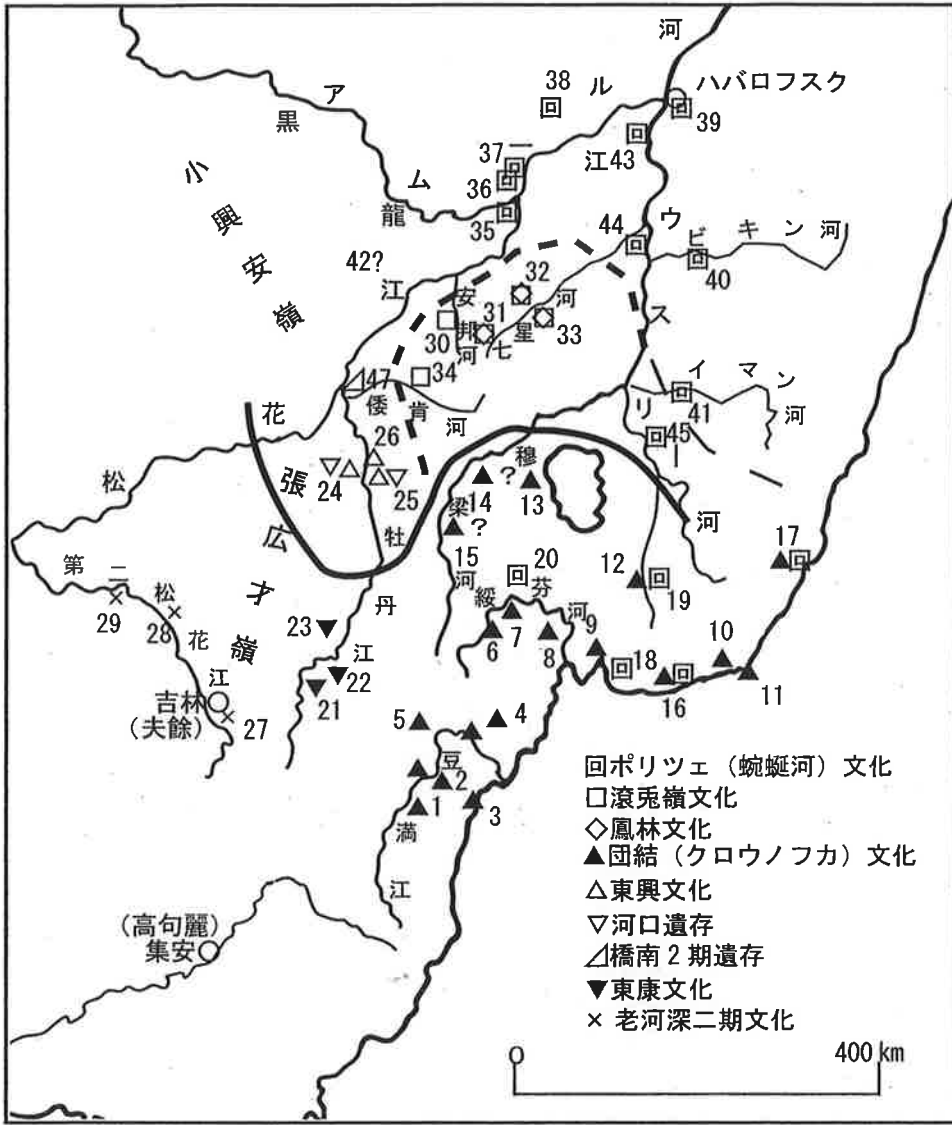 河
ハバロフスク
38
39
アムール
黒龍江
江43
37
36
35
44
ウスリー河
ビキン河
40
小興安嶺
42?
32
31
33
安邦河
七星河
30
34
47
倭肯河
イマン河
41
45
松花江
26
24
25
張広才嶺
牡丹江
穆
梁
河
14 ?
13
?
15
20
12
19
17
綏芬河
7
6
8
9
18
10
16
11
第二松花江
29
28
23
22
21
吉林
(夫餘)
27
5
4
豆満江
2
1
3
(高句麗)
集安
回ポリツェ(蜿蜒河)文化
□滾兎嶺文化
◇鳳林文化
▲団結(クロウノフカ)文化
△東興文化
▽河口遺存
⊿橋南2期遺存
▼東康文化
× 老河深二期文化
0
400km